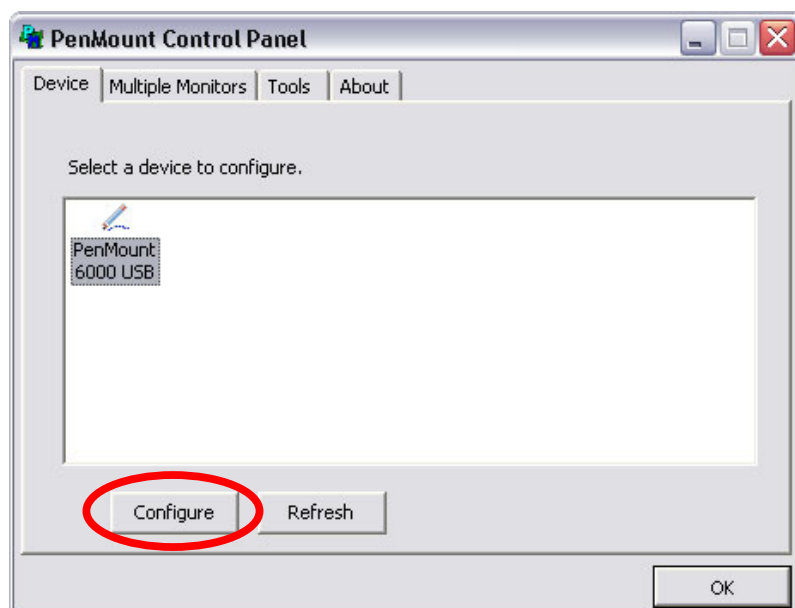 PenMount Control Panel
Device Multiple Monitors Tools About
Select a device to configure.
PenMount
6000 USB
Configure Refresh
OK